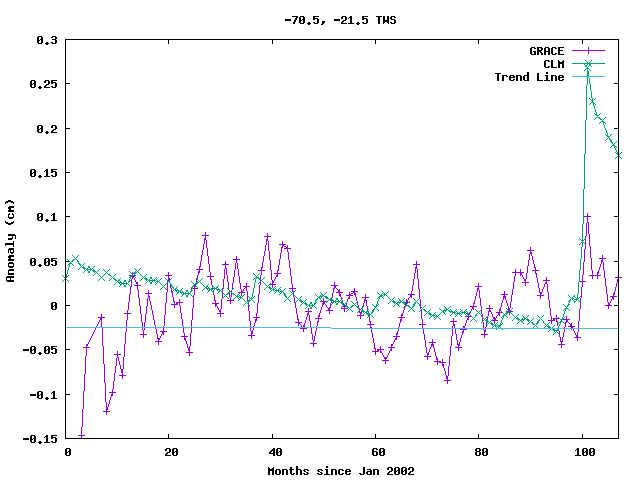 -70.5, -21.5 TWS
GRACE
CLM
Trend Line
0.3
0.25
0.2
0.15
0.1
0.05
0
-0.05
-0.1
-0.15
Anomaly (cm)
0 20 40 60 80 100
Months since Jan 2002